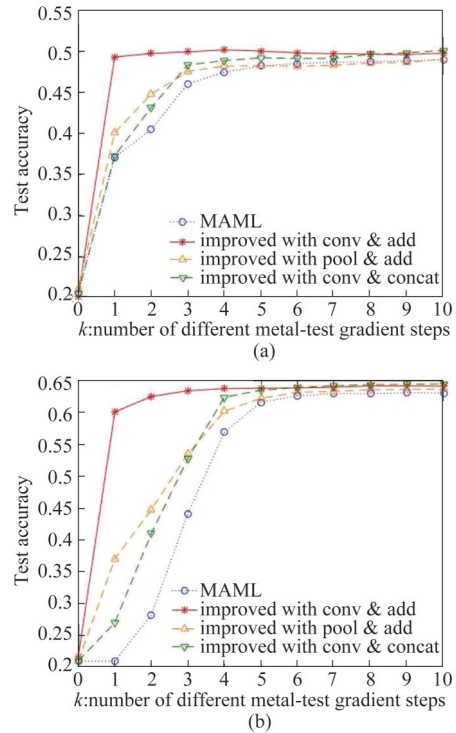 0.55
0.5
0.45
0.4
0.35
0.3
0.25
0.2
Test accuracy
MAML
improved with conv & add
improved with pool & add
improved with conv & concat
0 1 2 3 4 5 6 7 8 9 10
k:number of different metal-test gradient steps
(a)
0.65
0.6
0.55
0.5
0.45
0.4
0.35
0.3
0.25
0.2
Test accuracy
MAML
improved with conv & add
improved with pool & add
improved with conv & concat
0 1 2 3 4 5 6 7 8 9 10
k:number of different metal-test gradient steps
(b)